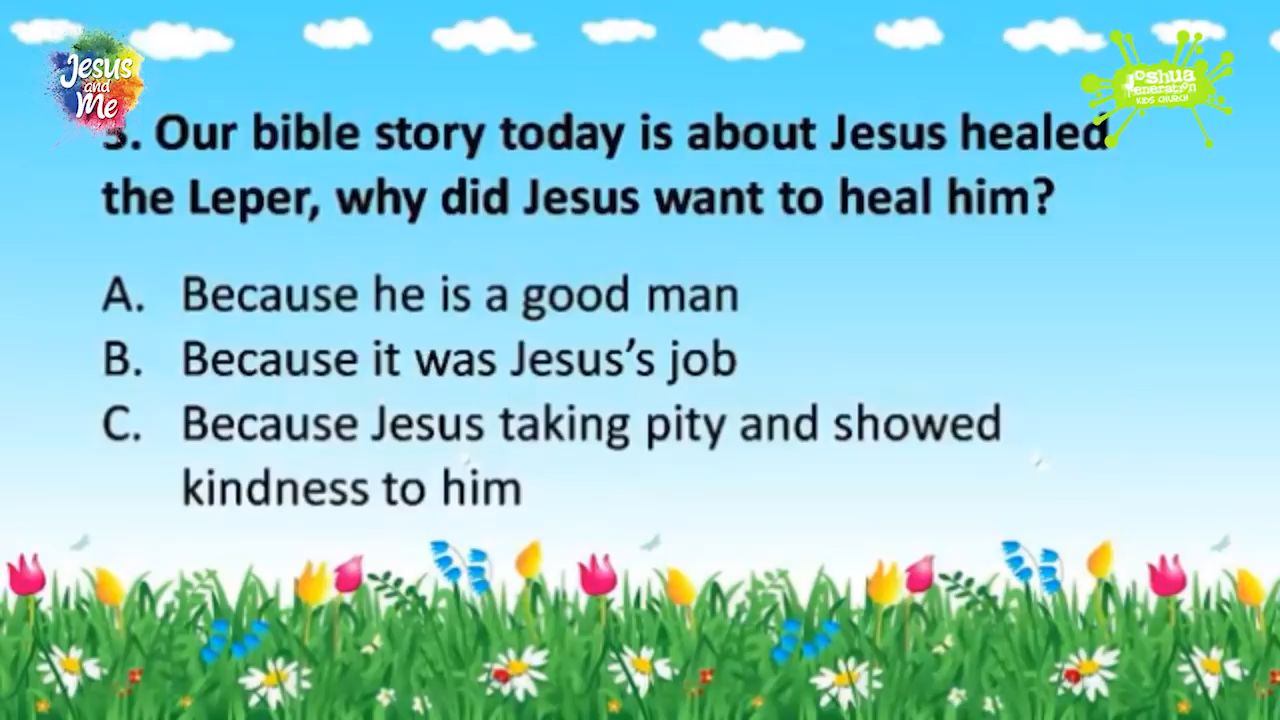 Jesus
and
Me
Joshua
Generation
KIDS CHURCH
3. Our bible story today is about Jesus healed
the Leper, why did Jesus want to heal him?
A. Because he is a good man
B. Because it was Jesus’s job
C. Because Jesus taking pity and showed
kindness to him